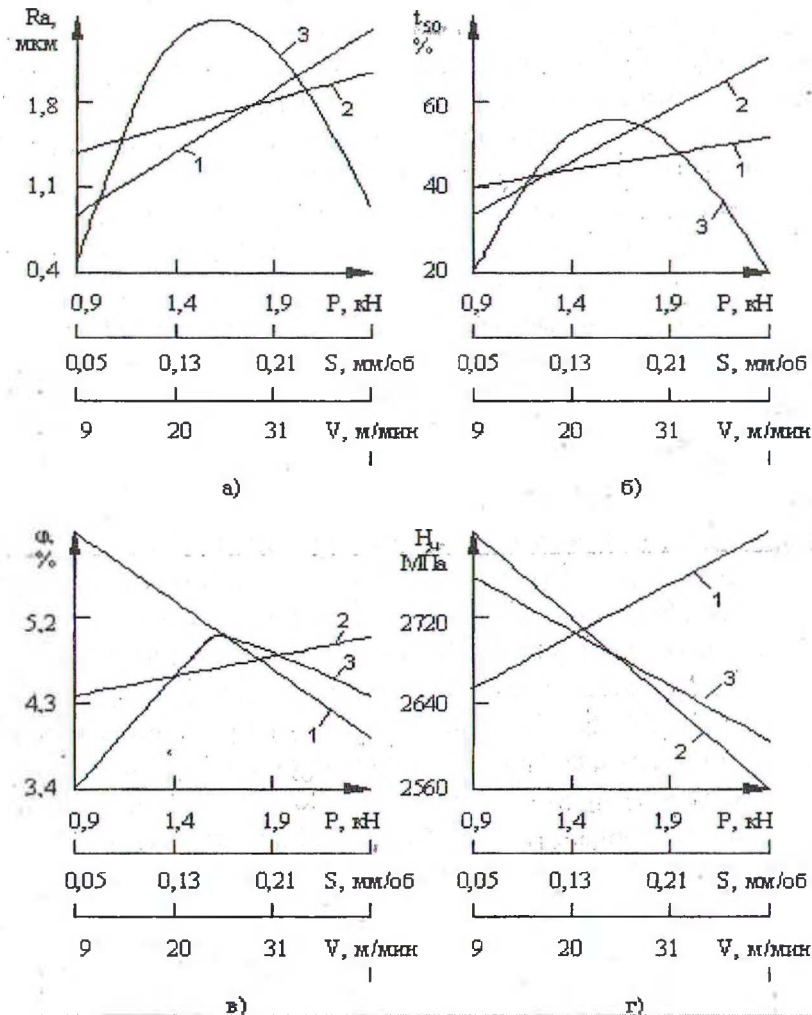 Ra,
мкм
1,8
1,1
0,4
3
2
1
0,9 1,4 1,9 P, кН
0,05 0,13 0,21 S, мм/об
9 20 31 V, м/мин
а)
t50,
%
60
40
20
2
1
3
0,9 1,4 1,9 P, кН
0,05 0,13 0,21 S, мм/об
9 20 31 V, м/мин
б)
φ,
%
5,2
4,3
3,4
2
3
1
0,9 1,4 1,9 P, кН
0,05 0,13 0,21 S, мм/об
9 20 31 V, м/мин
в)
МПа
2720
2640
2560
1
3
2
0,9 1,4 1,9 P, кН
0,05 0,13 0,21 S, мм/об
9 20 31 V, м/мин
г)